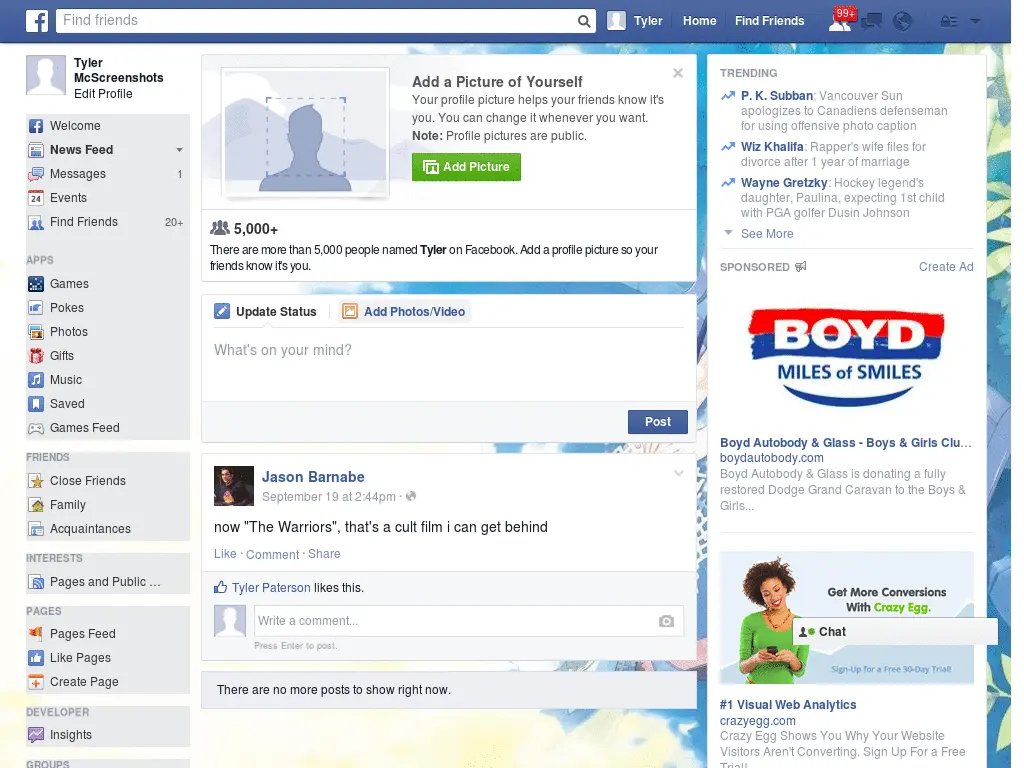 Find friends
Tyler
Home
Find Friends
99+
Tyler
McScreenshots
Edit Profile
Welcome
News Feed
Messages 1
24 Events
Find Friends 20+
APPS
Games
Pokes
Photos
Gifts
Music
Saved
Games Feed
FRIENDS
Close Friends
Family
Acquaintances
INTERESTS
Pages and Public ...
PAGES
Pages Feed
Like Pages
Create Page
DEVELOPER
Insights
GROUPS
Add a Picture of Yourself
Your profile picture helps your friends know it's
you. You can change it whenever you want.
Note: Profile pictures are public.
Add Picture
5,000+
There are more than 5,000 people named Tyler on Facebook. Add a profile picture so your
friends know it's you.
Update Status
Add Photos/Video
What's on your mind?
Post
Jason Barnabe
September 19 at 2:44pm ·
now "The Warriors", that's a cult film i can get behind
Like · Comment · Share
Tyler Paterson likes this.
Write a comment...
Press Enter to post.
There are no more posts to show right now.
TRENDING
P. K. Subban: Vancouver Sun
apologizes to Canadiens defenseman
for using offensive photo caption
Wiz Khalifa: Rapper's wife files for
divorce after 1 year of marriage
Wayne Gretzky: Hockey legend's
daughter, Paulina, expecting 1st child
with PGA golfer Dusin Johnson
See More
SPONSORED
Create Ad
BOYD
MILES of SMILES
Boyd Autobody & Glass - Boys & Girls Clu...
boydautobody.com
Boyd Autobody & Glass is donating a fully
restored Dodge Grand Caravan to the Boys &
Girls...
Get More Conversions
With Crazy Egg.
Chat
Sign-Up for a Free 30-Day Trial!
#1 Visual Web Analytics
crazyegg.com
Crazy Egg Shows You Why Your Website
Visitors Aren't Converting. Sign Up For a Free
Trial!